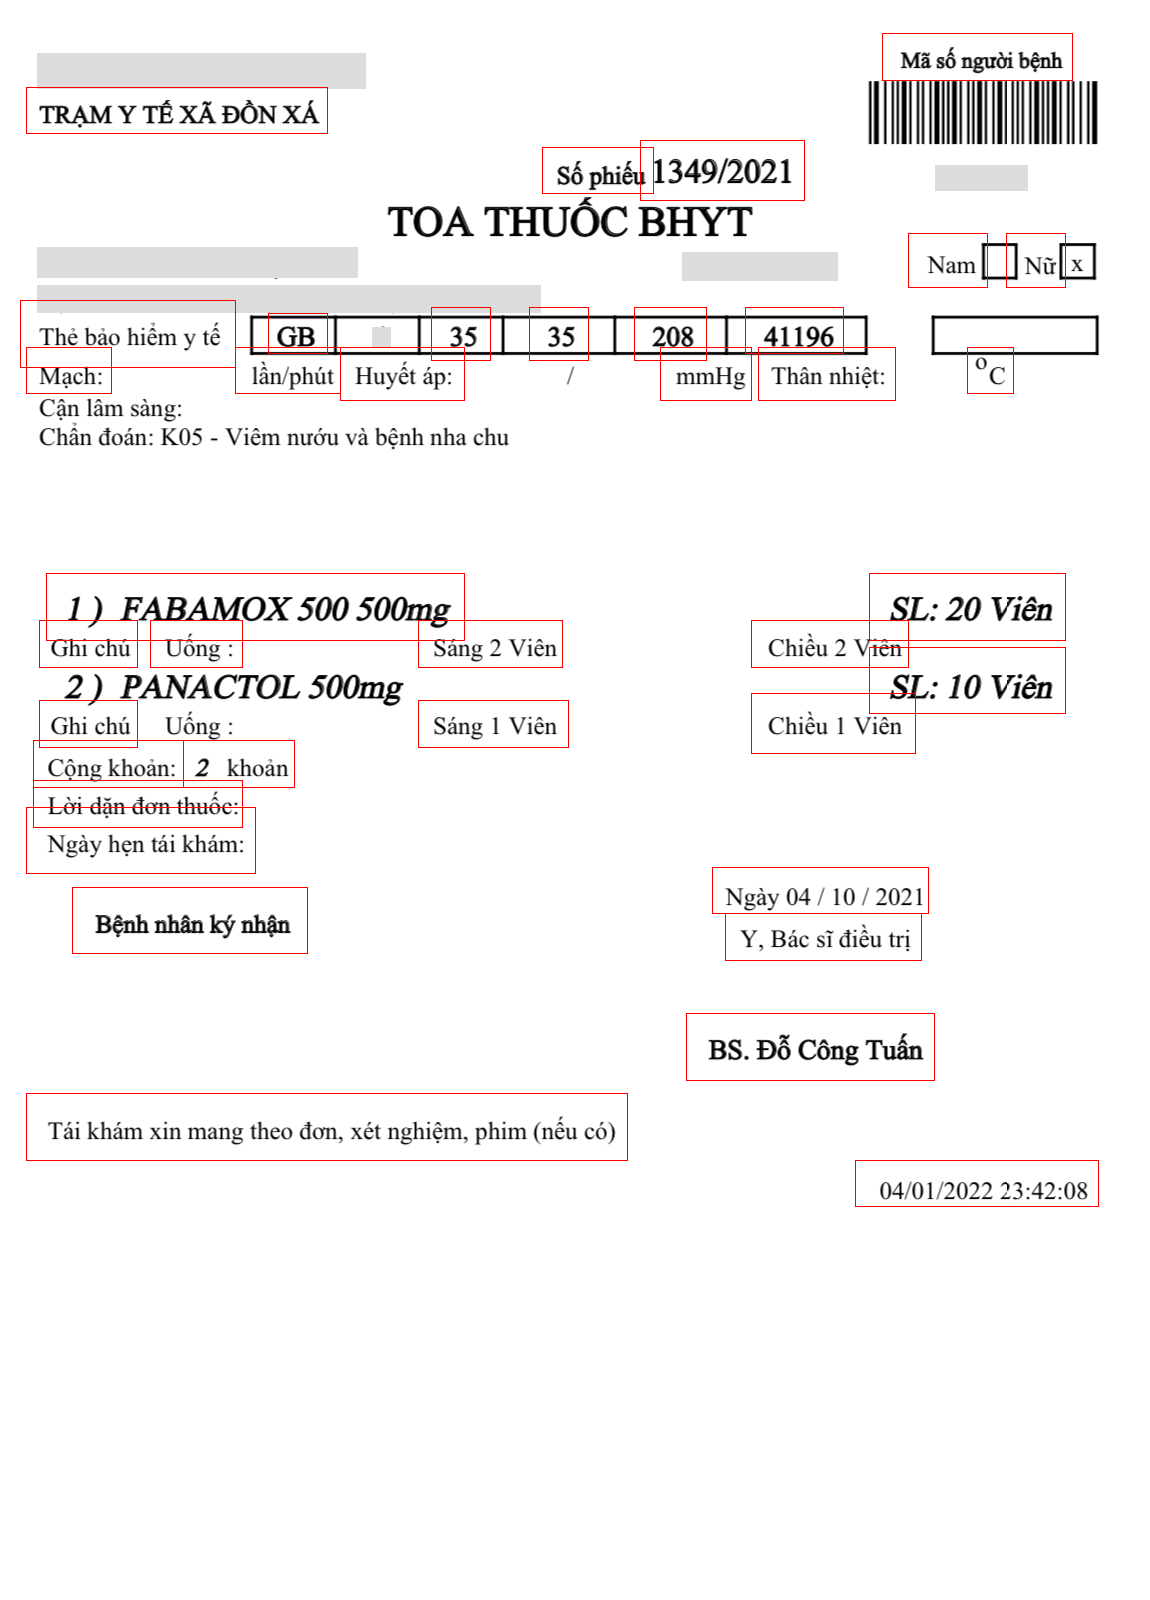 Mã số người bệnh
TRẠM Y TẾ XÃ ĐỒN XÁ
Số phiếu 1349/2021
TOA THUỐC BHYT
Nam Nữ x
Thẻ bảo hiểm y tế GB 35 35 208 41196
Mạch: lần/phút Huyết áp: / mmHg Thân nhiệt: oC
Cận lâm sàng:
Chẩn đoán: K05 - Viêm nướu và bệnh nha chu
1 ) FABAMOX 500 500mg SL: 20 Viên
Ghi chú Uống : Sáng 2 Viên Chiều 2 Viên
2 ) PANACTOL 500mg SL: 10 Viên
Ghi chú Uống : Sáng 1 Viên Chiều 1 Viên
Cộng khoản: 2 khoản
Lời dặn đơn thuốc:
Ngày hẹn tái khám:
Ngày 04 / 10 / 2021
Bệnh nhân ký nhận
Y, Bác sĩ điều trị
BS. Đỗ Công Tuấn
Tái khám xin mang theo đơn, xét nghiệm, phim (nếu có)
04/01/2022 23:42:08